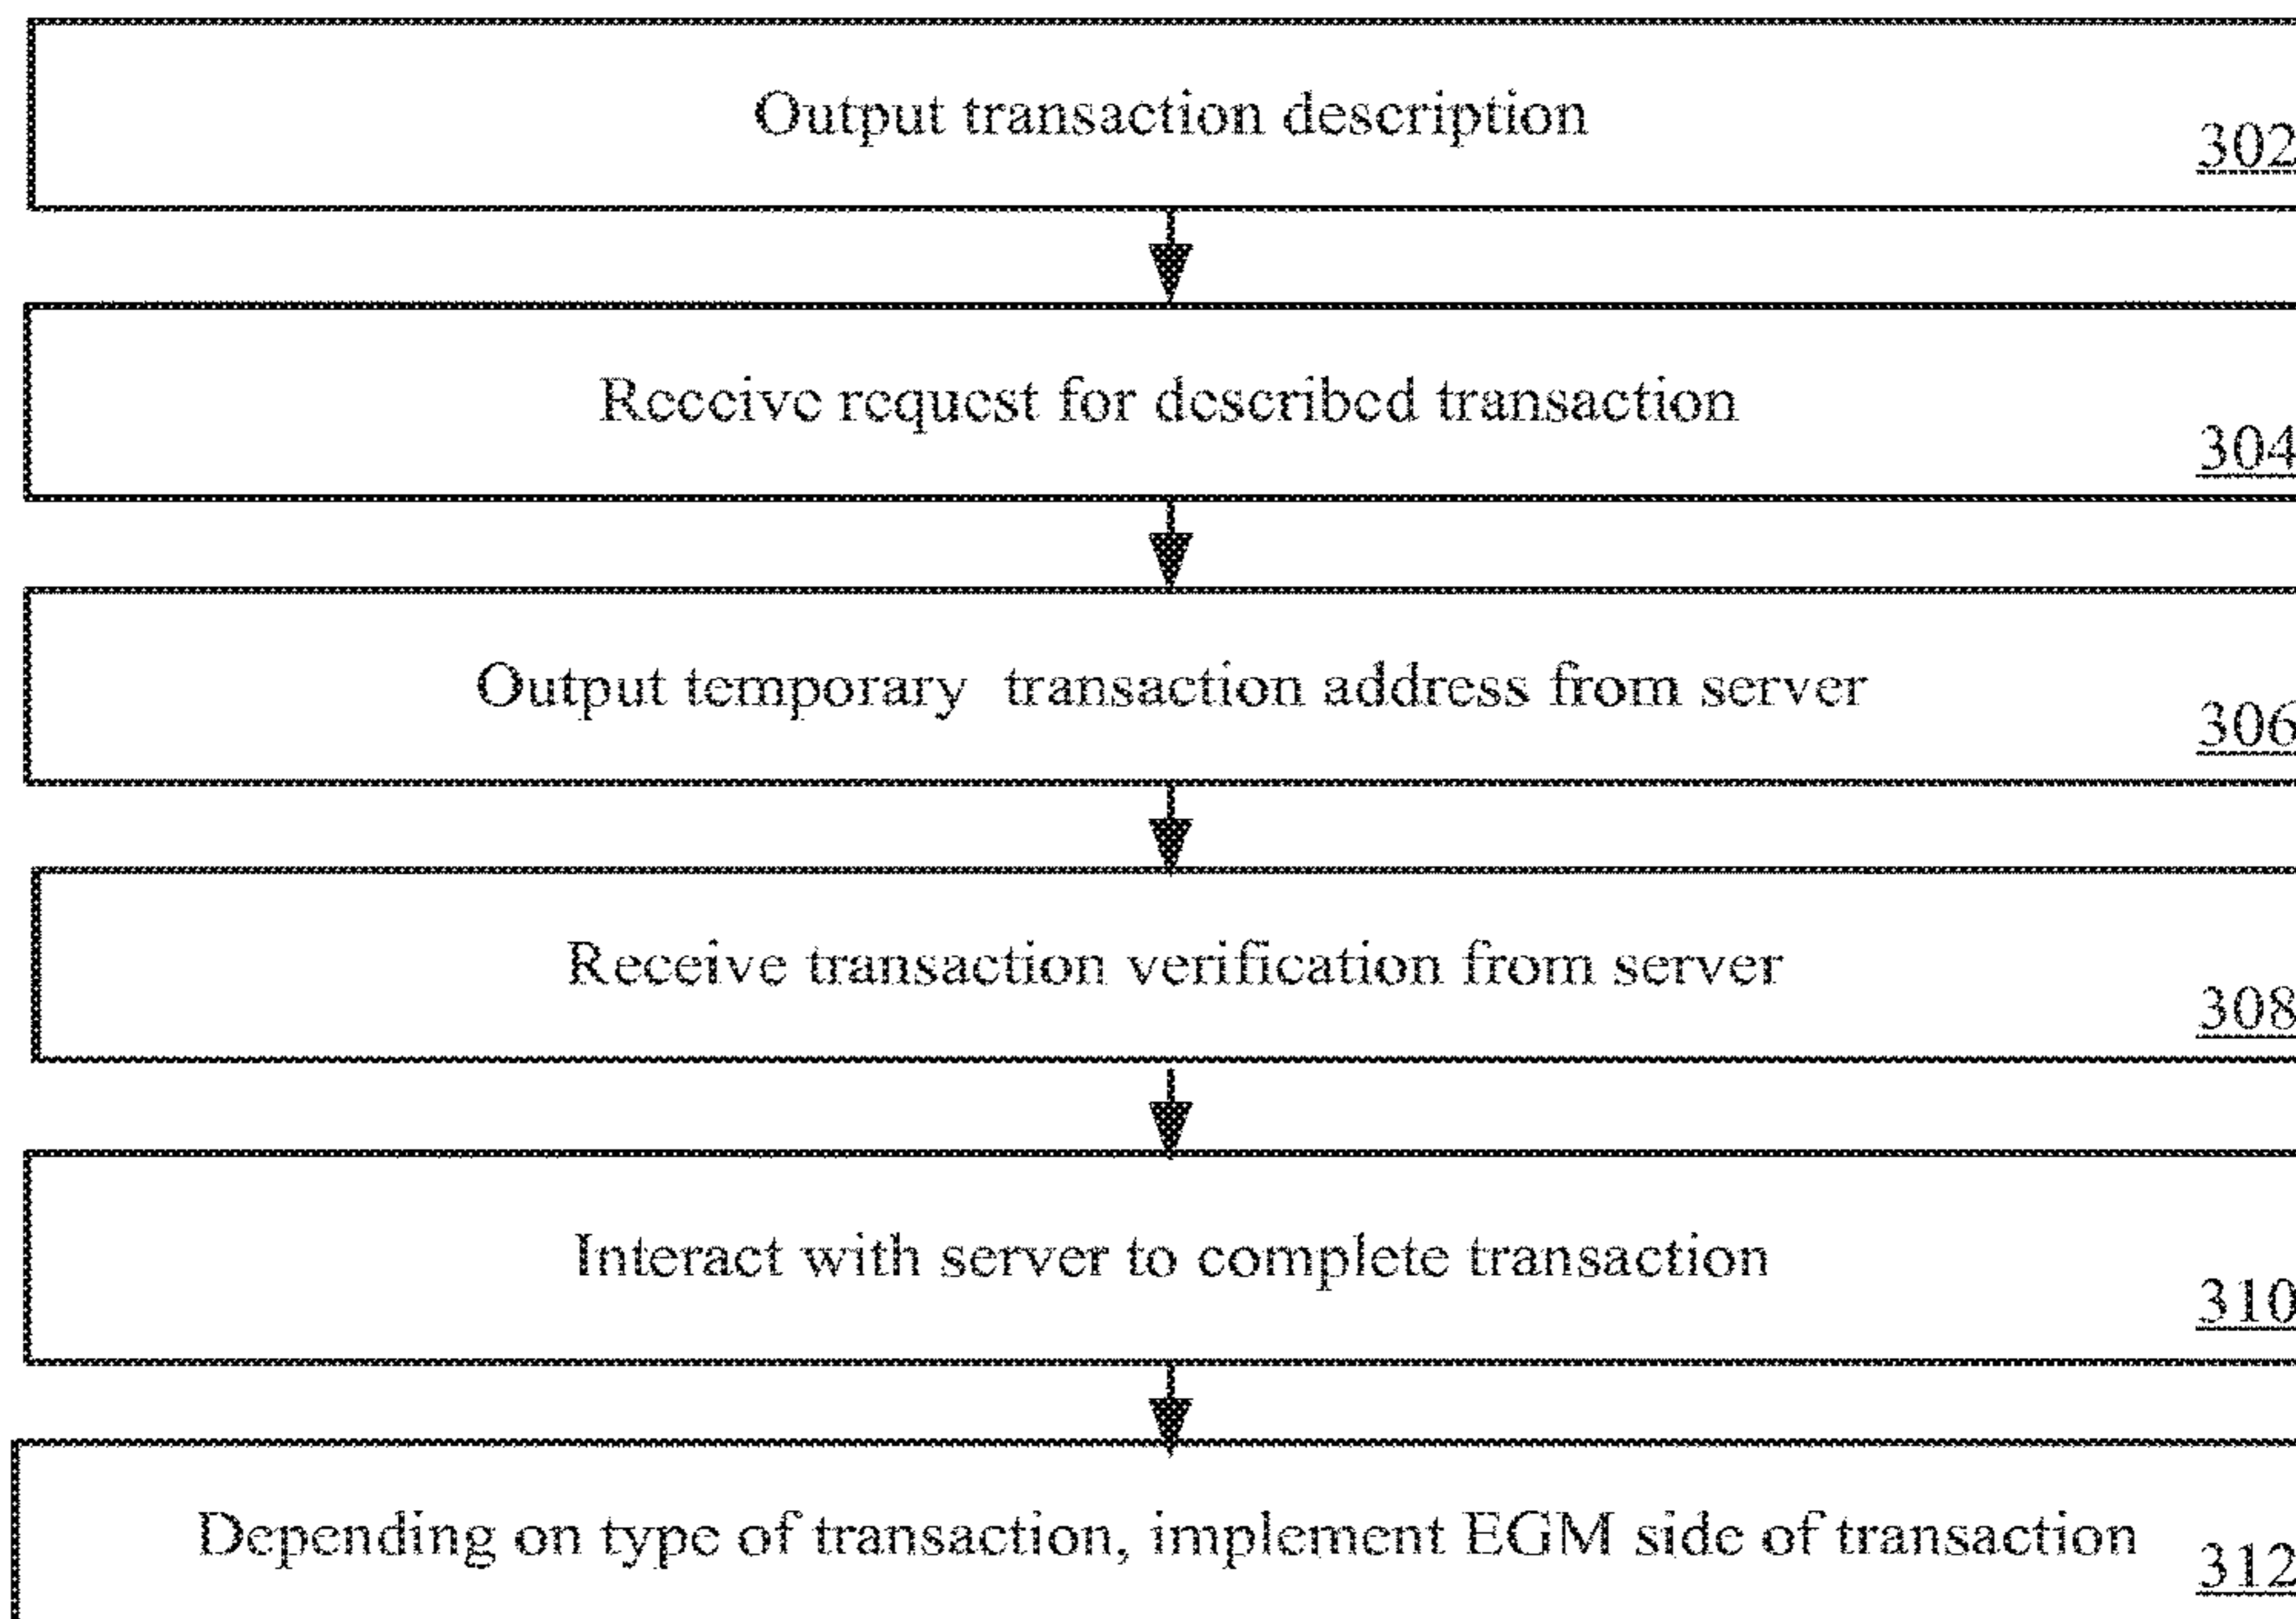 Output transaction description
302
Receive request for described transaction
304
Output temporary transaction address from server
306
Receive transaction verification from server
308
Interact with server to complete transaction
310
Depending on type of transaction, implement EGM side of transaction
312